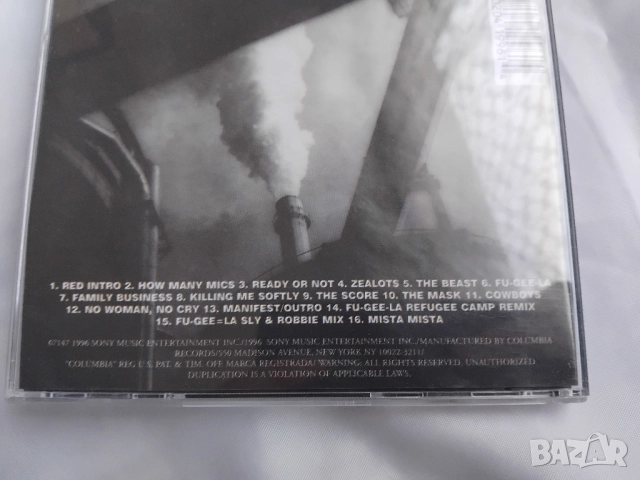 1. RED INTRO 2. HOW MANY MICS 3. READY OR NOT 4. ZEALOTS 5. THE BEAST 6. FU-GEE-LA
7. FAMILY BUSINESS 8. KILLING ME SOFTLY 9. THE SCORE 10. THE MASK 11. COWBOYS
12. NO WOMAN, NO CRY 13. MANIFEST/OUTRO 14. FU-GEE-LA REFUGEE CAMP REMIX
15. FU-GEE=LA SLY & ROBBIE MIX 16. MISTA MISTA
1996 SONY MUSIC ENTERTAINMENT INC./1996 SONY MUSIC ENTERTAINMENT INC./MANUFACTURED BY COLUMBIA
RECORDS/550 MADISON AVENUE, NEW YORK NY 10022-3211/
"COLUMBIA" REG U.S. PAT. & TIM. OFF. MARCA REGISTRADA/ WARNING: ALL RIGHTS RESERVED. UNAUTHORIZED
DUPLICATION IS A VIOLATION OF APPLICABLE LAWS.
BAZAR